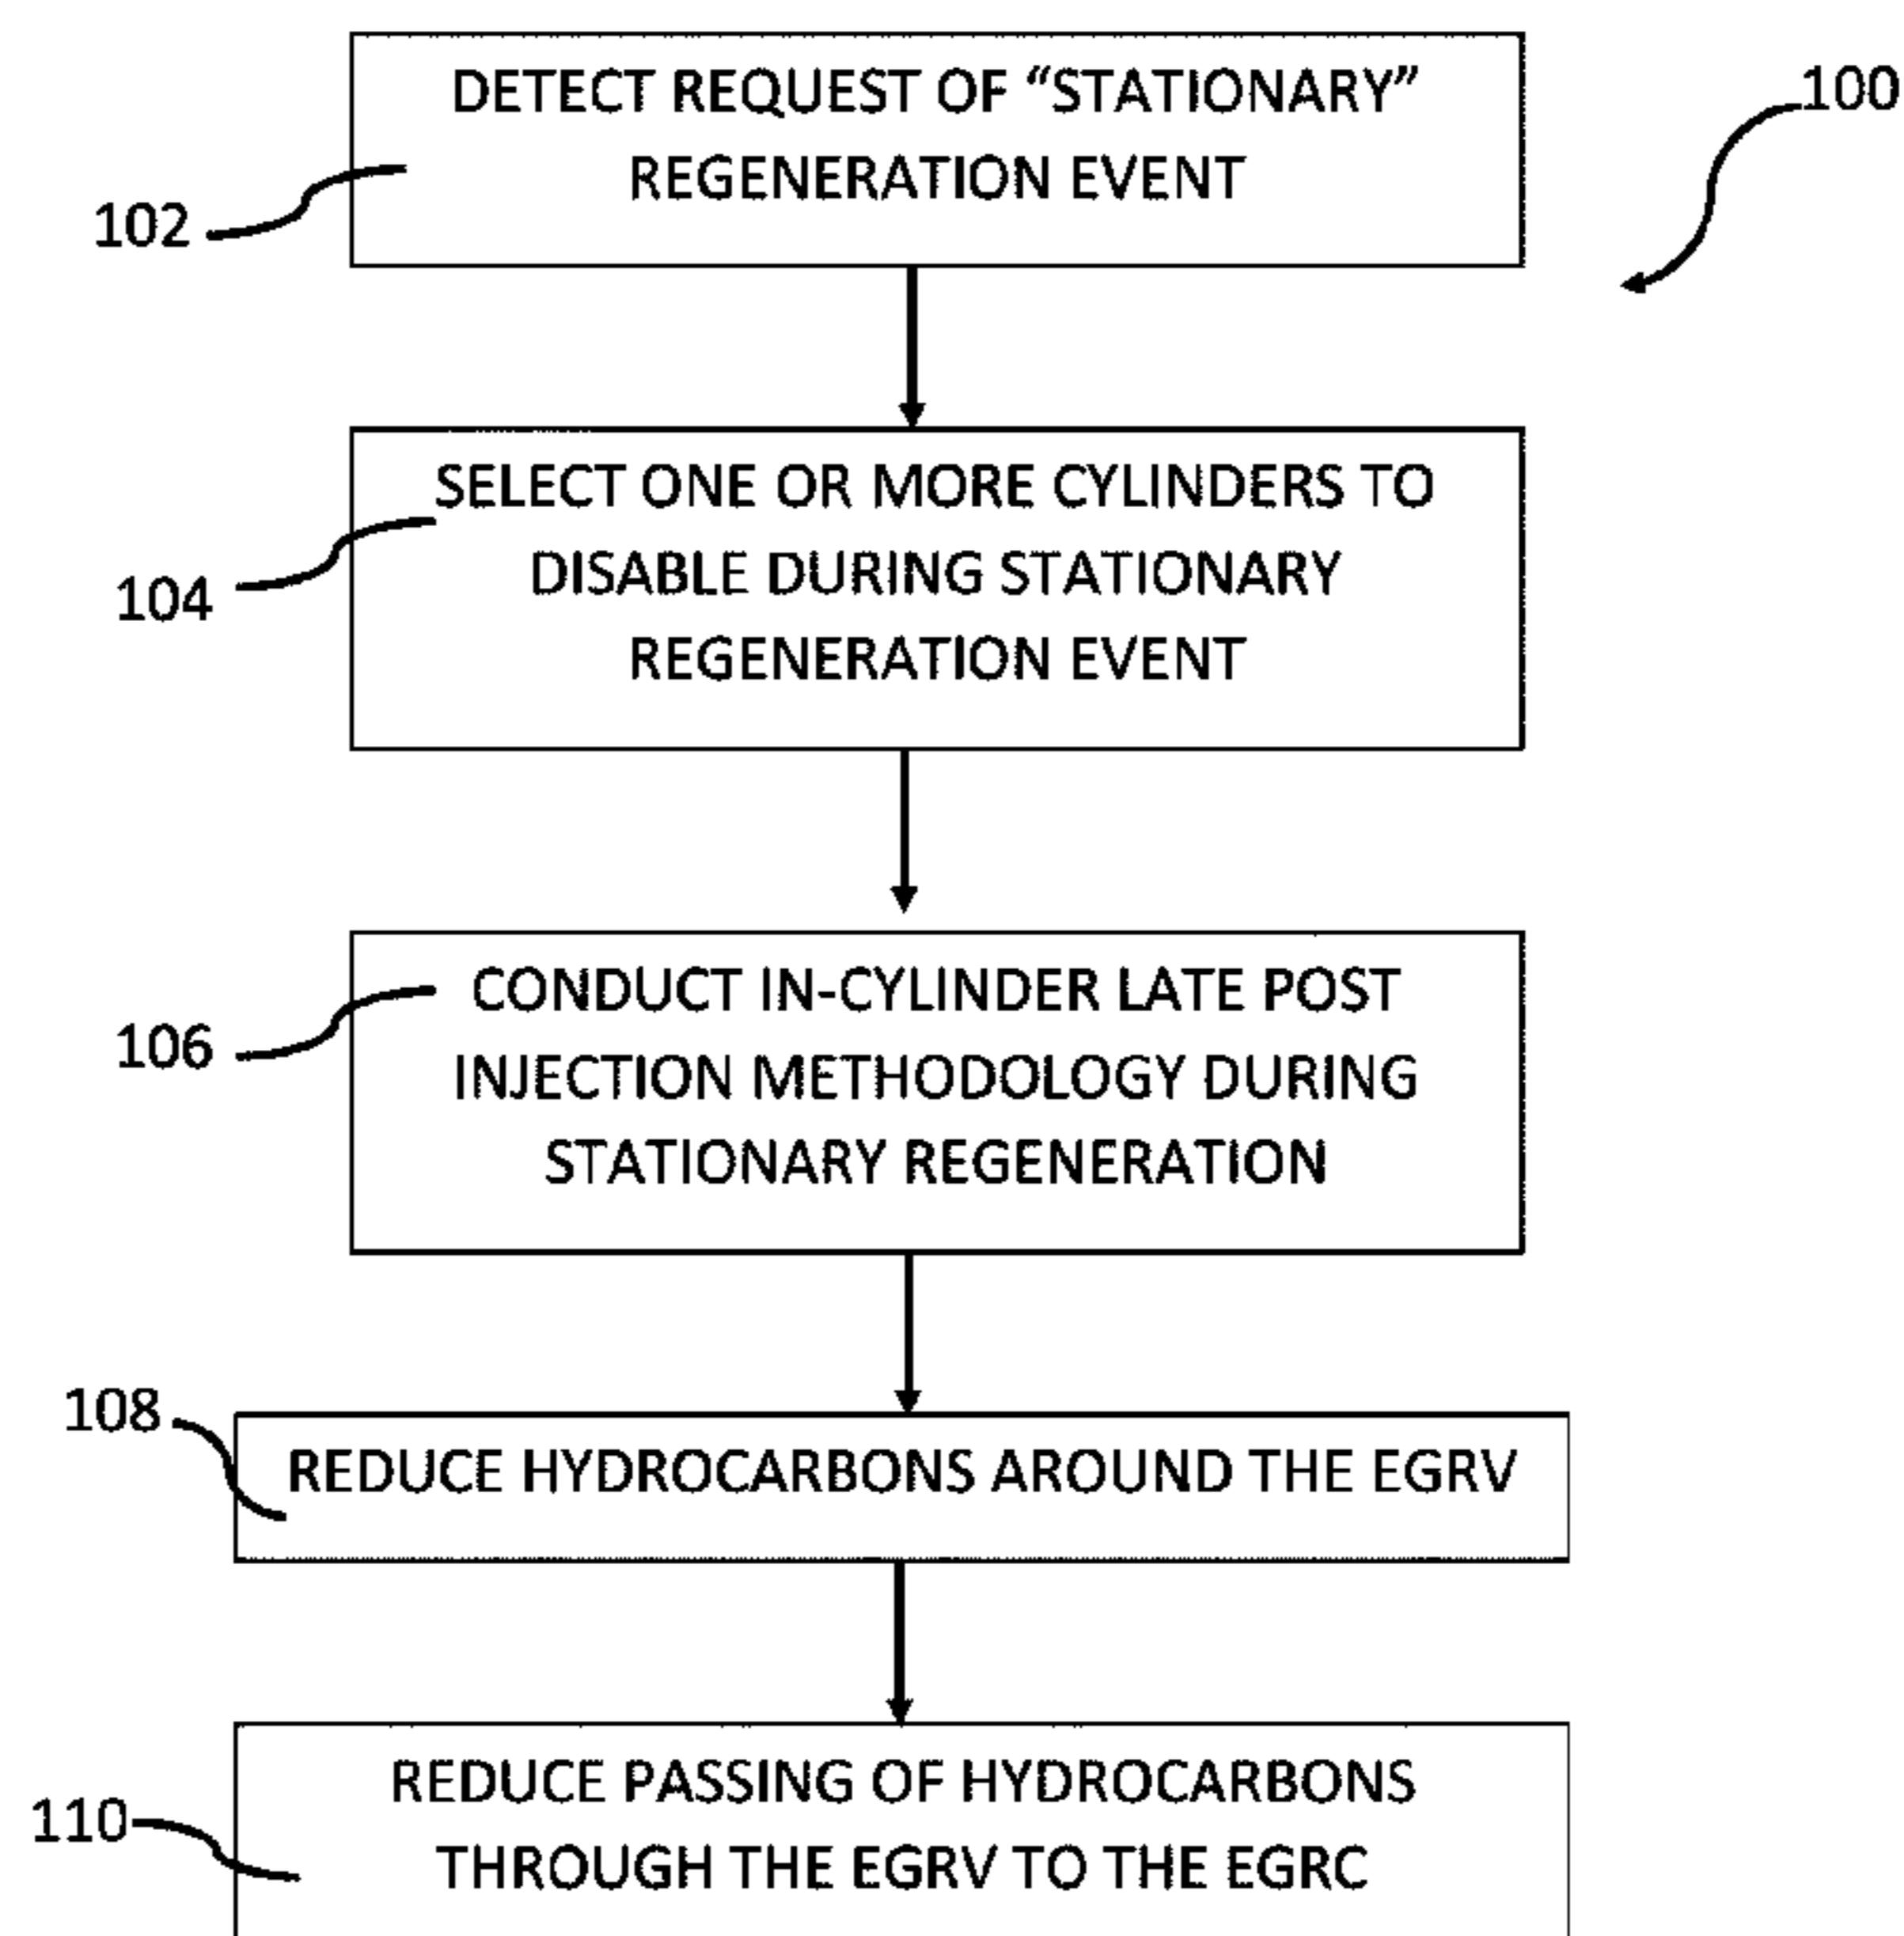 DETECT REQUEST OF “STATIONARY”
REGENERATION EVENT
100
102
SELECT ONE OR MORE CYLINDERS TO
DISABLE DURING STATIONARY
REGENERATION EVENT
104
CONDUCT IN-CYLINDER LATE POST
INJECTION METHODOLOGY DURING
STATIONARY REGENERATION
106
108
REDUCE HYDROCARBONS AROUND THE EGRV
REDUCE PASSING OF HYDROCARBONS
THROUGH THE EGRV TO THE EGRC
110